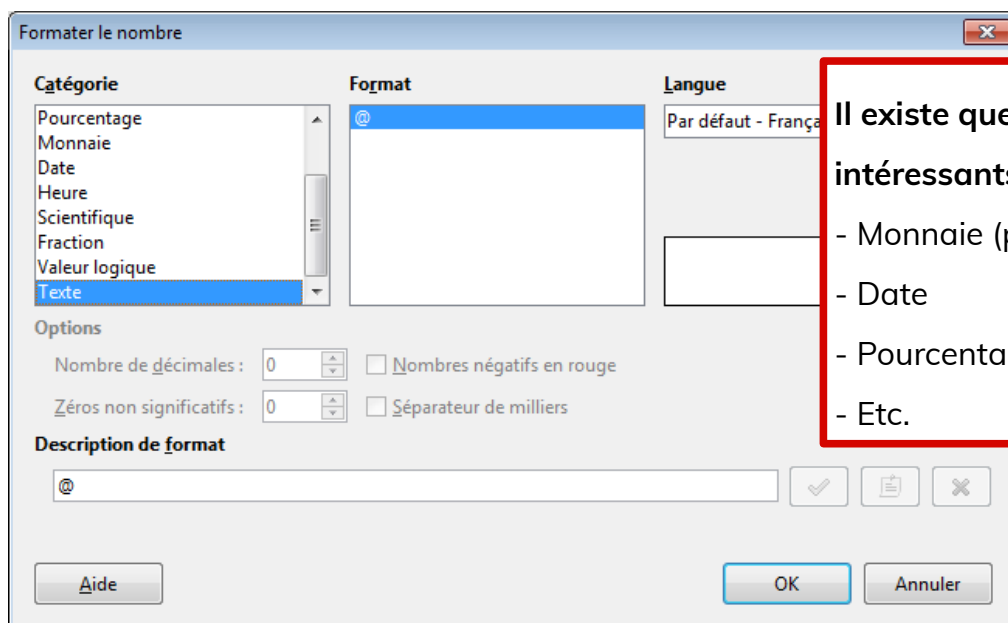 Formater le nombre
Catégorie
Format
Langue
Pourcentage
Monnaie
Date
Heure
Scientifique
Fraction
Valeur logique
Texte
@
Par défaut - França
Il existe que
intéressants
- Monnaie (p
- Date
- Pourcenta
- Etc.
Options
Nombre de décimales : 0
Nombres négatifs en rouge
Zéros non significatifs : 0
Séparateur de milliers
Description de format
@
Aide
OK
Annuler